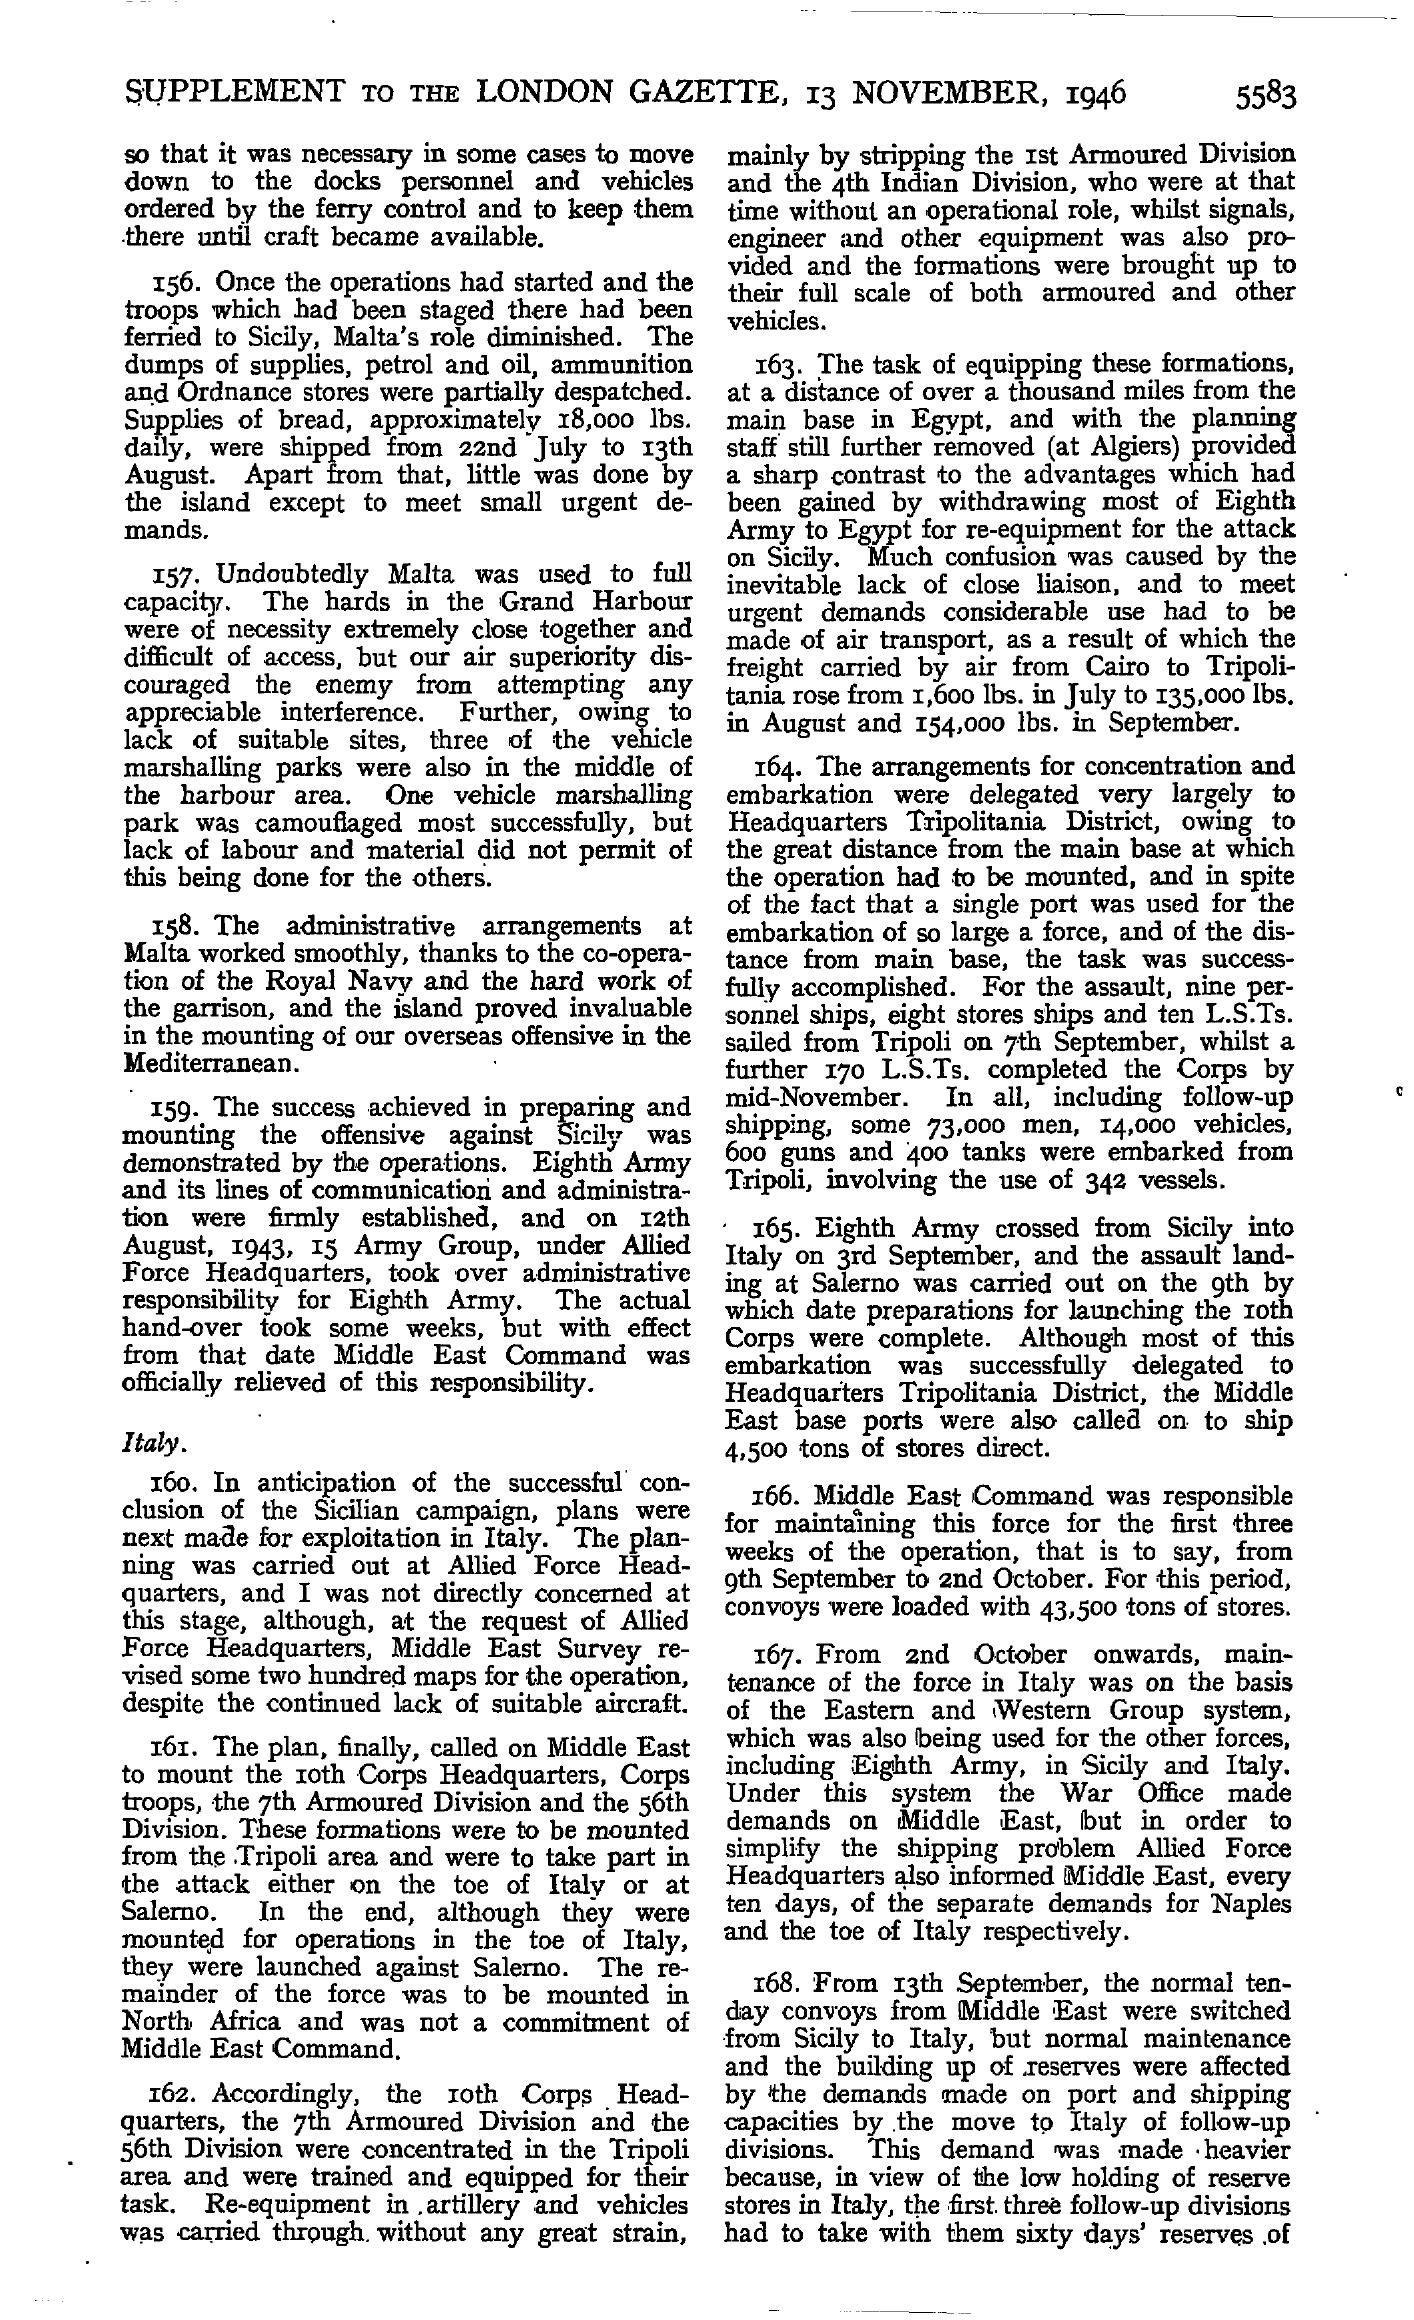 SUPPLEMENT TO THE LONDON GAZETTE, 13 NOVEMBER, 1946 5583
so that it was necessary in some cases to move
down to the docks personnel and vehicles
ordered by the ferry control and to keep them
there until craft became available.
156. Once the operations had started and the
troops which had been staged there had been
ferried to Sicily, Malta's role diminished. The
dumps of supplies, petrol and oil, ammunition
and Ordnance stores were partially despatched.
Supplies of bread, approximately 18,000 lbs.
daily, were shipped from 22nd July to 13th
August. Apart from that, little was done by
the island except to meet small urgent de-
mands.
157. Undoubtedly Malta was used to full
capacity. The hards in the Grand Harbour
were of necessity extremely close together and
difficult of access, but our air superiority dis-
couraged the enemy from attempting any
appreciable interference. Further, owing to
lack of suitable sites, three of the vehicle
marshalling parks were also in the middle of
the harbour area. One vehicle marshalling
park was camouflaged most successfully, but
lack of labour and material did not permit of
this being done for the others.
158. The administrative arrangements at
Malta worked smoothly, thanks to the co-opera-
tion of the Royal Navy and the hard work of
the garrison, and the island proved invaluable
in the mounting of our overseas offensive in the
Mediterranean.
159. The success achieved in preparing and
mounting the offensive against Sicily was
demonstrated by the operations. Eighth Army
and its lines of communication and administra-
tion were firmly established, and on 12th
August, 1943, 15 Army Group, under Allied
Force Headquarters, took over administrative
responsibility for Eighth Army. The actual
hand-over took some weeks, but with effect
from that date Middle East Command was
officially relieved of this responsibility.
Italy.
160. In anticipation of the successful con-
clusion of the Sicilian campaign, plans were
next made for exploitation in Italy. The plan-
ning was carried out at Allied Force Head-
quarters, and I was not directly concerned at
this stage, although, at the request of Allied
Force Headquarters, Middle East Survey re-
vised some two hundred maps for the operation,
despite the continued lack of suitable aircraft.
161. The plan, finally, called on Middle East
to mount the 10th Corps Headquarters, Corps
troops, the 7th Armoured Division and the 56th
Division. These formations were to be mounted
from the Tripoli area and were to take part in
the attack either on the toe of Italy or at
Salerno. In the end, although they were
mounted for operations in the toe of Italy,
they were launched against Salerno. The re-
mainder of the force was to be mounted in
North Africa and was not a commitment of
Middle East Command.
162. Accordingly, the 10th Corps Head-
quarters, the 7th Armoured Division and the
56th Division were concentrated in the Tripoli
area and were trained and equipped for their
task. Re-equipment in artillery and vehicles
was carried through without any great strain,
mainly by stripping the 1st Armoured Division
and the 4th Indian Division, who were at that
time without an operational role, whilst signals,
engineer and other equipment was also pro-
vided and the formations were brought up to
their full scale of both armoured and other
vehicles.
163. The task of equipping these formations,
at a distance of over a thousand miles from the
main base in Egypt, and with the planning
staff still further removed (at Algiers) provided
a sharp contrast to the advantages which had
been gained by withdrawing most of Eighth
Army to Egypt for re-equipment for the attack
on Sicily. Much confusion was caused by the
inevitable lack of close liaison, and to meet
urgent demands considerable use had to be
made of air transport, as a result of which the
freight carried by air from Cairo to Tripoli-
tania rose from 1,600 lbs. in July to 135,000 lbs.
in August and 154,000 lbs. in September.
164. The arrangements for concentration and
embarkation were delegated very largely to
Headquarters Tripolitania District, owing to
the great distance from the main base at which
the operation had to be mounted, and in spite
of the fact that a single port was used for the
embarkation of so large a force, and of the dis-
tance from main base, the task was success-
fully accomplished. For the assault, nine per-
sonnel ships, eight stores ships and ten L.S.Ts.
sailed from Tripoli on 7th September, whilst a
further 170 L.S.Ts. completed the Corps by
mid-November. In all, including follow-up
shipping, some 73,000 men, 14,000 vehicles,
600 guns and 400 tanks were embarked from
Tripoli, involving the use of 342 vessels.
165. Eighth Army crossed from Sicily into
Italy on 3rd September, and the assault land-
ing at Salerno was carried out on the 9th by
which date preparations for launching the 10th
Corps were complete. Although most of this
embarkation was successfully delegated to
Headquarters Tripolitania District, the Middle
East base ports were also called on to ship
4,500 tons of stores direct.
166. Middle East Command was responsible
for maintaining this force for the first three
weeks of the operation, that is to say, from
9th September to 2nd October. For this period,
convoys were loaded with 43,500 tons of stores.
167. From 2nd October onwards, main-
tenance of the force in Italy was on the basis
of the Eastern and Western Group system,
which was also being used for the other forces,
including Eighth Army, in Sicily and Italy.
Under this system the War Office made
demands on Middle East, but in order to
simplify the shipping problem Allied Force
Headquarters also informed Middle East, every
ten days, of the separate demands for Naples
and the toe of Italy respectively.
168. From 13th September, the normal ten-
day convoys from Middle East were switched
from Sicily to Italy, but normal maintenance
and the building up of reserves were affected
by the demands made on port and shipping
capacities by the move to Italy of follow-up
divisions. This demand was made heavier
because, in view of the low holding of reserve
stores in Italy, the first three follow-up divisions
had to take with them sixty days' reserves of